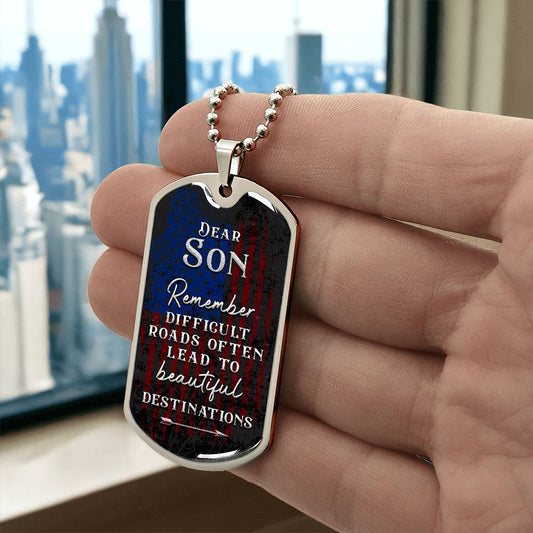 DEAR
SON
Remember
DIFFICULT
ROADS OFTEN
LEAD TO
beautiful
DESTINATIONS